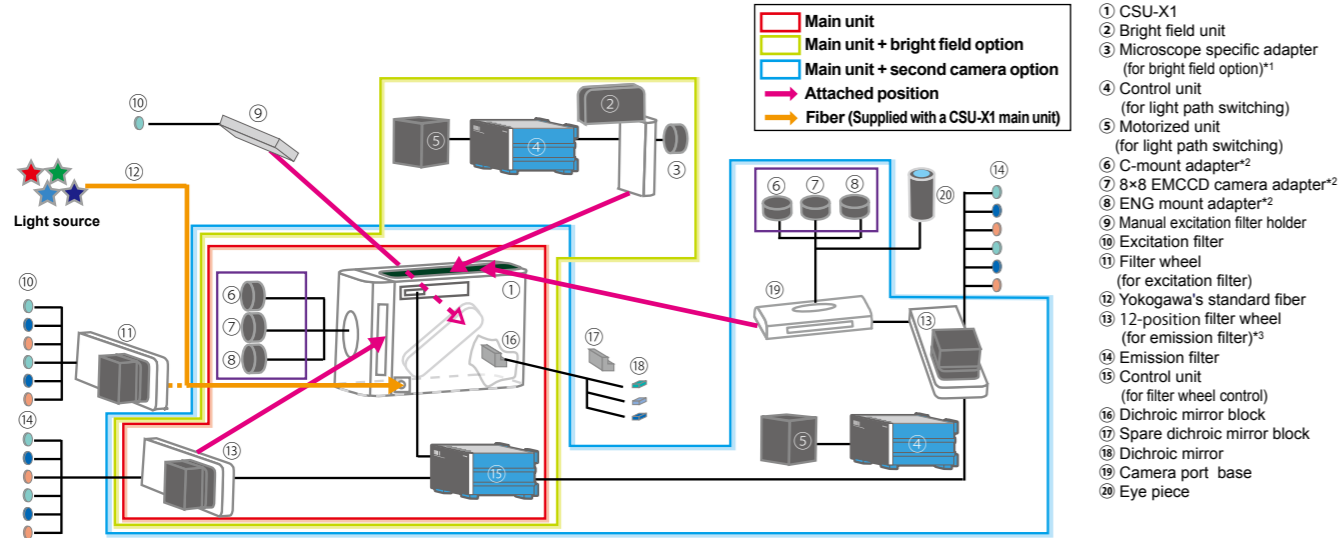 Main unit
Main unit + bright field option
Main unit + second camera option
Attached position
Fiber (Supplied with a CSU-X1 main unit)
① CSU-X1
② Bright field unit
③ Microscope specific adapter
(for bright field option)*1
④ Control unit
(for light path switching)
⑤ Motorized unit
(for light path switching)
⑥ C-mount adapter*2
⑦ 8×8 EMCCD camera adapter*2
⑧ ENG mount adapter*2
⑨ Manual excitation filter holder
⑩ Excitation filter
⑪ Filter wheel
(for excitation filter)
⑫ Yokogawa's standard fiber
⑬ 12-position filter wheel
(for emission filter)*3
⑭ Emission filter
⑮ Control unit
(for filter wheel control)
⑯ Dichroic mirror block
⑰ Spare dichroic mirror block
⑱ Dichroic mirror
⑲ Camera port base
⑳ Eye piece
⑩
⑨
②
⑤
④
③
⑫
Light source
⑥ ⑦ ⑧
⑳
⑭
⑩
⑥
①
⑲
⑪
⑦
⑬
⑧
⑯
⑰
⑱
⑭
⑬
⑮
⑤
④